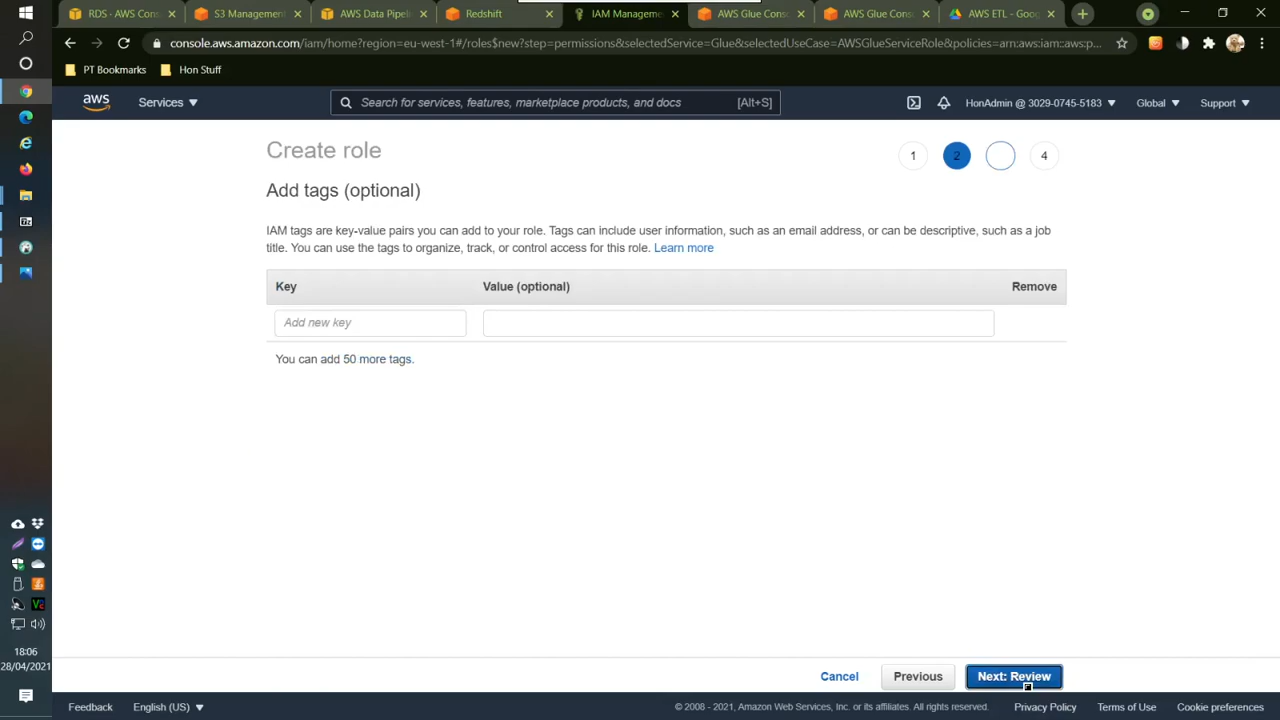 RDS · AWS Cons
S3 Managemen
AWS Data Pipelin
Redshift
IAM Manageme
AWS Glue Conso
AWS Glue Conso
AWS ETL - Goog
console.aws.amazon.com/iam/home?region=eu-west-1#/roles$new?step=permissions&selectedService=Glue&selectedUseCase=AWSGlueServiceRole&policies=arn:aws:iam::aws:p...
PT Bookmarks
Hon Stuff
aws
Services
Search for services, features, marketplace products, and docs
[Alt+S]
HonAdmin @ 3029-0745-5183
Global
Support
Create role
1
2
4
Add tags (optional)
IAM tags are key-value pairs you can add to your role. Tags can include user information, such as an email address, or can be descriptive, such as a job
title. You can use the tags to organize, track, or control access for this role. Learn more
Key
Value (optional)
Remove
Add new key
You can add 50 more tags.
18:06
28/04/2021
Cancel
Previous
Next: Review
Feedback
English (US)
© 2008 - 2021, Amazon Web Services, Inc. or its affiliates. All rights reserved.
Privacy Policy
Terms of Use
Cookie preferences